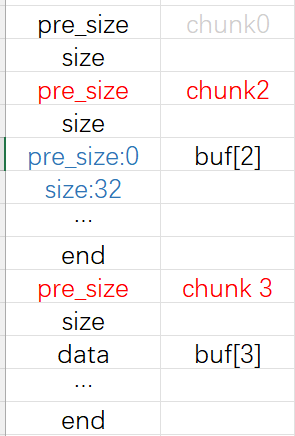 pre_size chunk0
size
pre_size chunk2
size
pre_size:0 buf[2]
size:32
...
end
pre_size chunk 3
size
data buf[3]
...
end